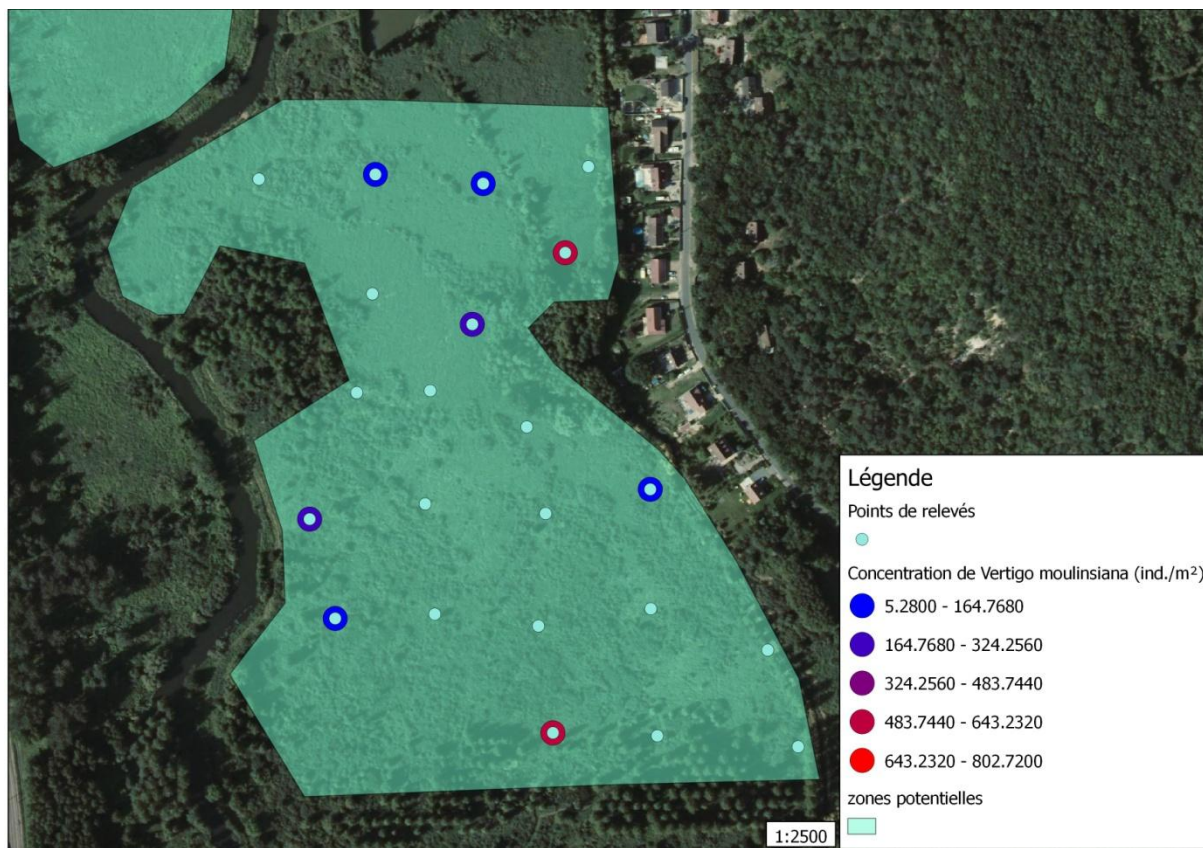 Légende
Points de relevés
Concentration de Vertigo moulinsiana (ind./m²)
5.2800 - 164.7680
164.7680 - 324.2560
324.2560 - 483.7440
483.7440 - 643.2320
643.2320 - 802.7200
zones potentielles
1:2500